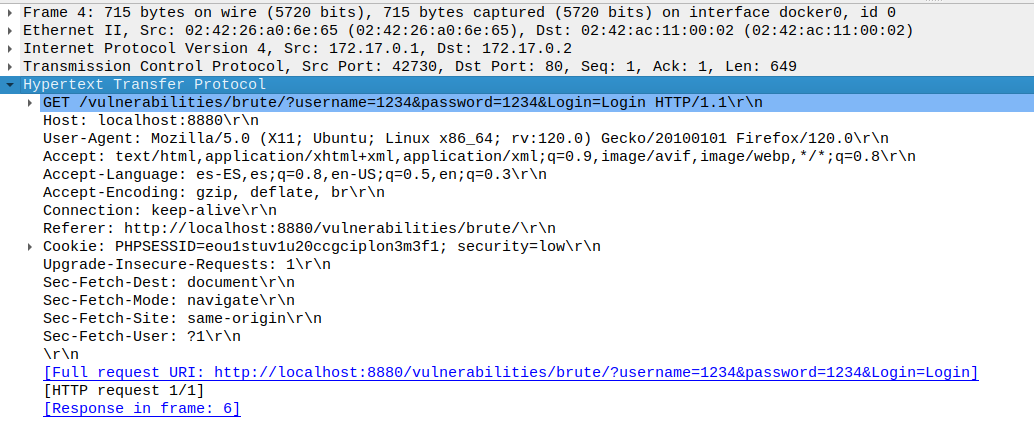 Frame 4: 715 bytes on wire (5720 bits), 715 bytes captured (5720 bits) on interface docker0, id 0
Ethernet II, Src: 02:42:26:a0:6e:65 (02:42:26:a0:6e:65), Dst: 02:42:ac:11:00:02 (02:42:ac:11:00:02)
Internet Protocol Version 4, Src: 172.17.0.1, Dst: 172.17.0.2
Transmission Control Protocol, Src Port: 42730, Dst Port: 80, Seq: 1, Ack: 1, Len: 649
Hypertext Transfer Protocol
GET /vulnerabilities/brute/?username=1234&password=1234&Login=Login HTTP/1.1\r\n
Host: localhost:8880\r\n
User-Agent: Mozilla/5.0 (X11; Ubuntu; Linux x86_64; rv:120.0) Gecko/20100101 Firefox/120.0\r\n
Accept: text/html,application/xhtml+xml,application/xml;q=0.9,image/avif,image/webp,*/*;q=0.8\r\n
Accept-Language: es-ES,es;q=0.8,en-US;q=0.5,en;q=0.3\r\n
Accept-Encoding: gzip, deflate, br\r\n
Connection: keep-alive\r\n
Referer: http://localhost:8880/vulnerabilities/brute/\r\n
Cookie: PHPSESSID=eou1stuv1u20ccgciplon3m3f1; security=low\r\n
Upgrade-Insecure-Requests: 1\r\n
Sec-Fetch-Dest: document\r\n
Sec-Fetch-Mode: navigate\r\n
Sec-Fetch-Site: same-origin\r\n
Sec-Fetch-User: ?1\r\n
\r\n
[Full request URI: http://localhost:8880/vulnerabilities/brute/?username=1234&password=1234&Login=Login]
[HTTP request 1/1]
[Response in frame: 6]